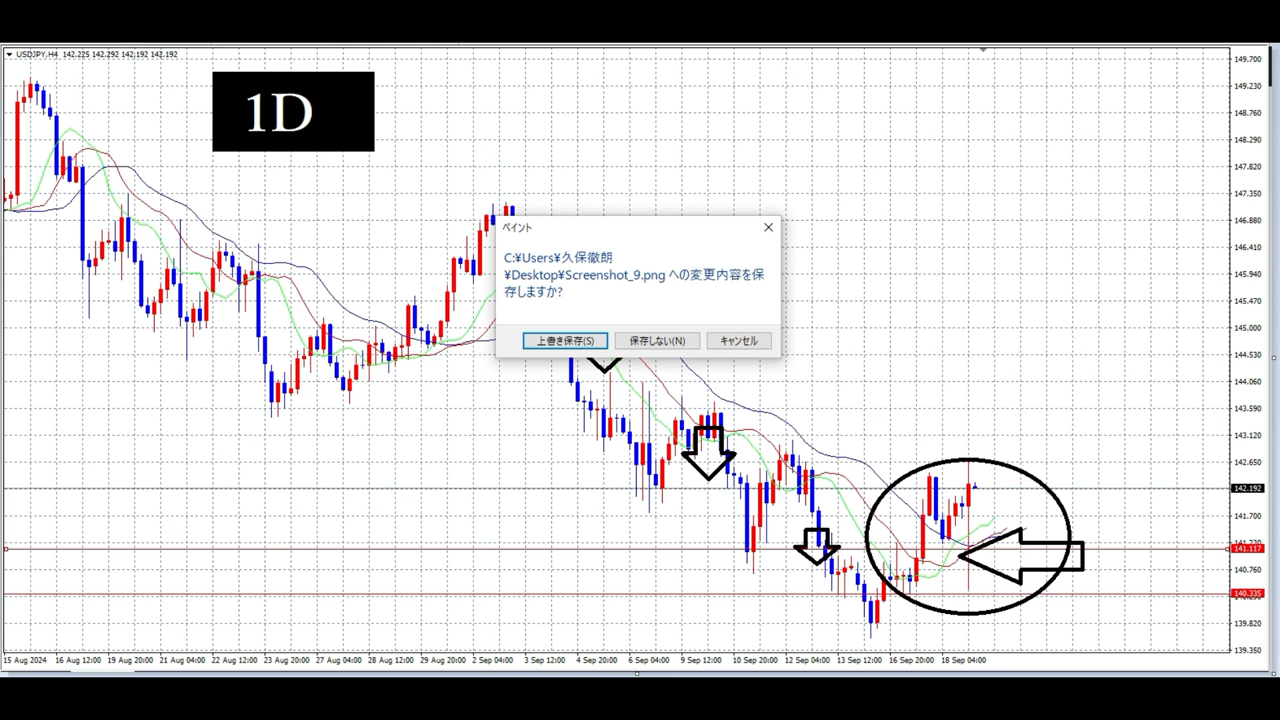 USDJPY,H4 142.225 142.292 142.192 142.192
1D
ペイント
C:¥Users¥久保徹朗
¥Desktop¥Screenshot_9.png への変更内容を保
存しますか?
上書き保存(S)
保存しない(N)
キャンセル
149.700
149.230
148.760
148.290
147.820
147.350
146.880
146.410
145.940
145.470
145.000
144.530
144.060
143.590
143.120
142.650
142.192
141.700
141.117
140.760
140.335
139.820
139.350
15 Aug 2024 16 Aug 12:00 19 Aug 20:00 21 Aug 04:00 22 Aug 12:00 23 Aug 20:00 27 Aug 04:00 28 Aug 12:00 29 Aug 20:00 2 Sep 04:00 3 Sep 12:00 4 Sep 20:00 6 Sep 04:00 9 Sep 12:00 10 Sep 20:00 12 Sep 04:00 13 Sep 12:00 16 Sep 20:00 18 Sep 04:00